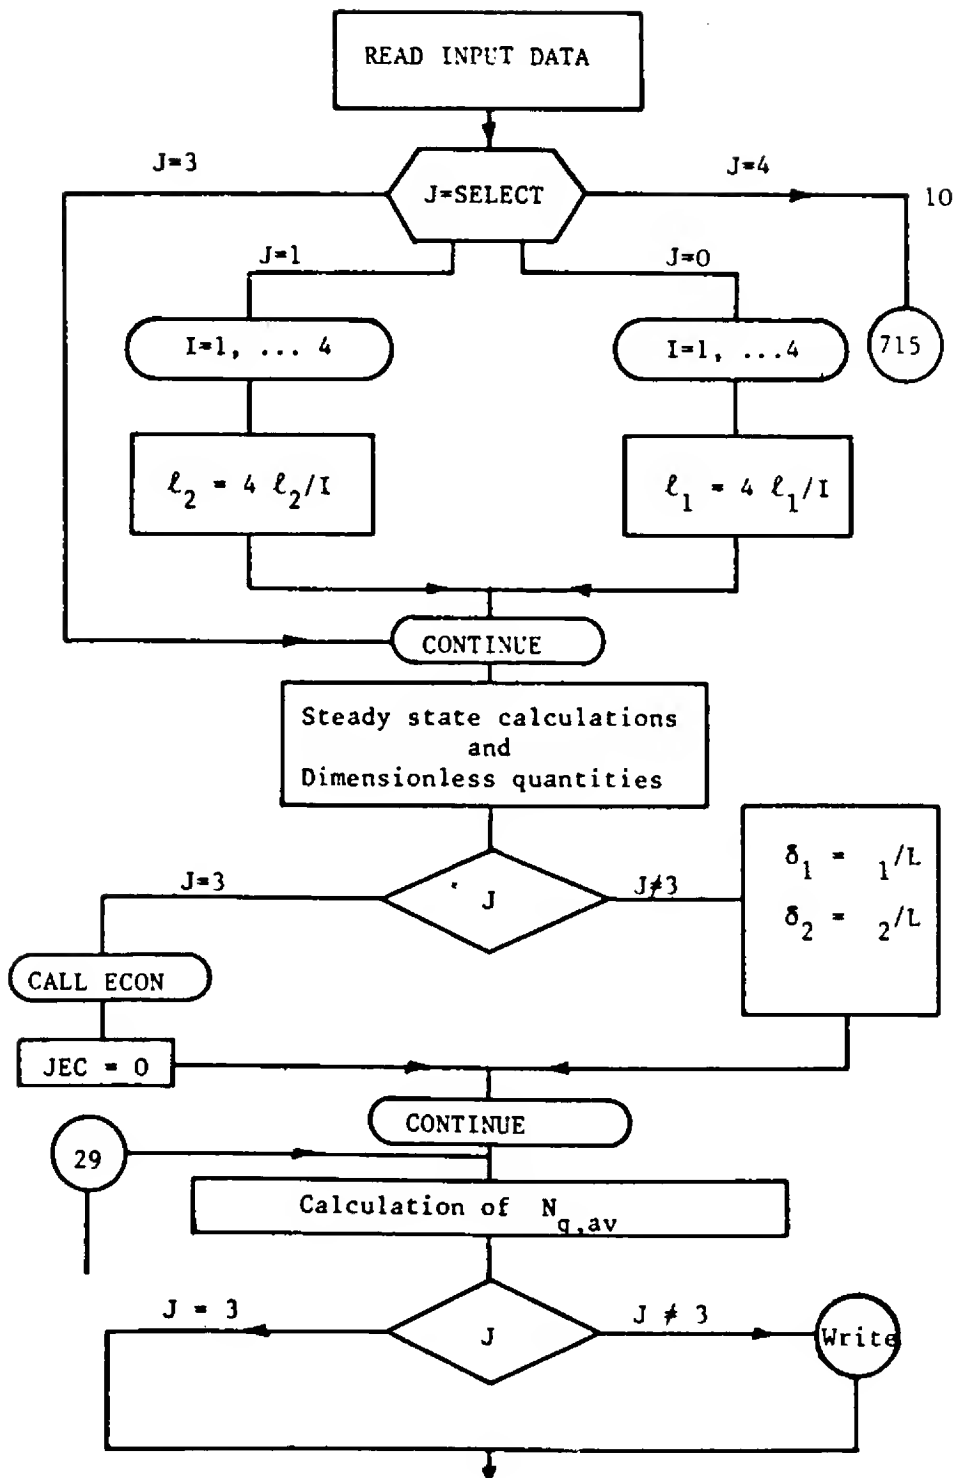 READ INPUT DATA
J=3
J=SELECT
J=4
10
J=1
J=0
I=1, ... 4
I=1, ...4
715
ℓ₂ = 4 ℓ₂/I
ℓ₁ = 4 ℓ₁/I
CONTINUE
Steady state calculations
and
Dimensionless quantities
δ₁ = ₁/L
δ₂ = ₂/L
J=3
J
J≠3
CALL ECON
JEC = 0
CONTINUE
29
Calculation of N q,av
J = 3
J
J ≠ 3
Write